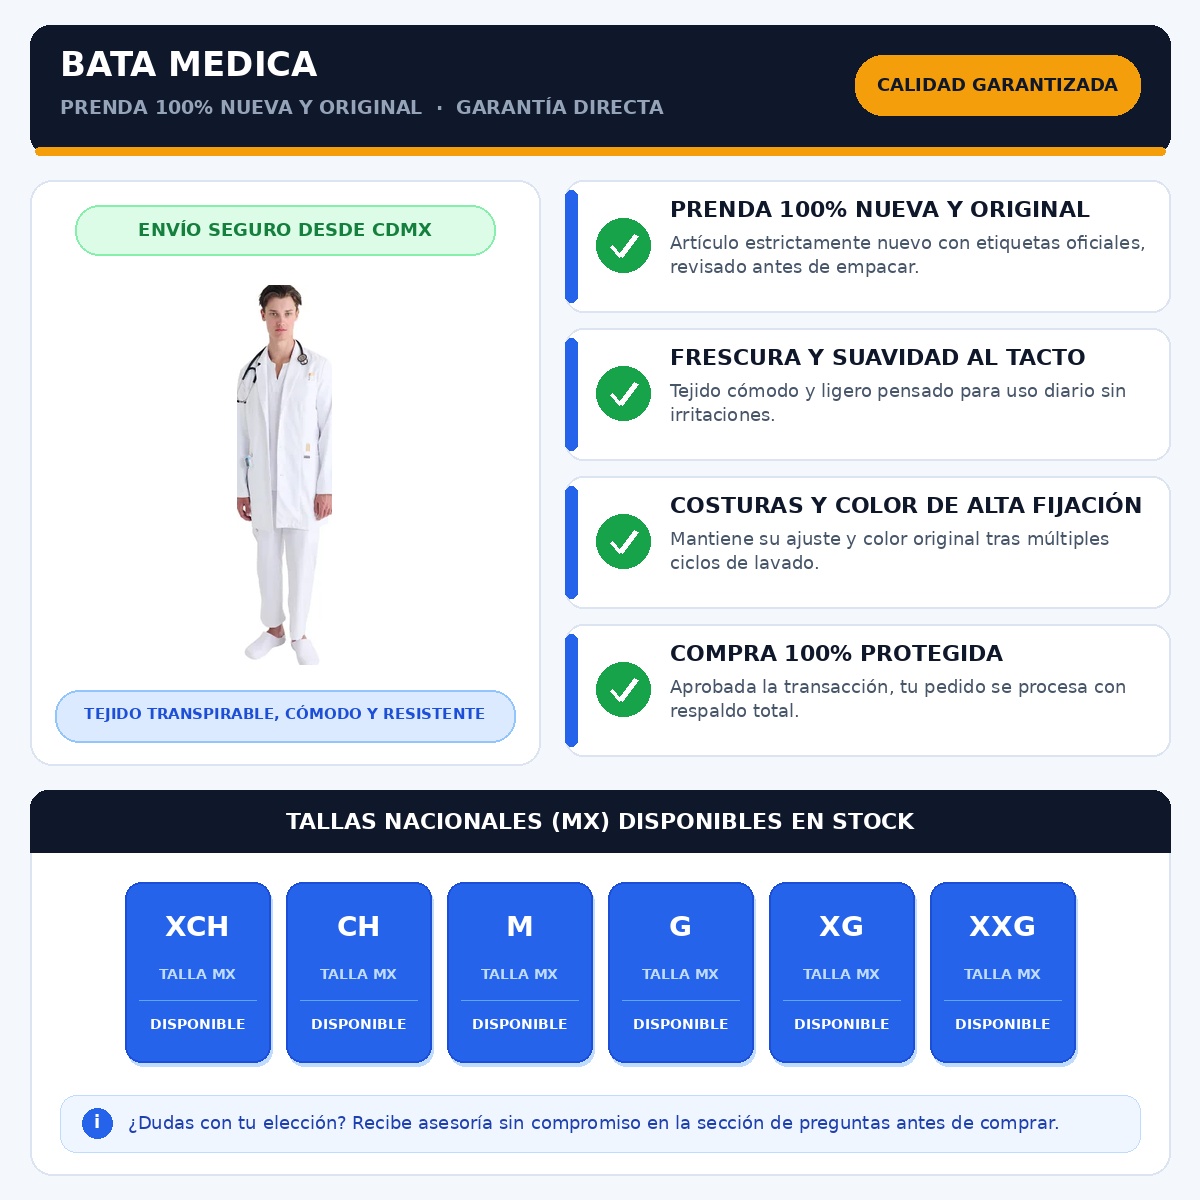 BATA MEDICA
PRENDA 100% NUEVA Y ORIGINAL · GARANTÍA DIRECTA
CALIDAD GARANTIZADA
ENVÍO SEGURO DESDE CDMX
TEJIDO TRANSPIRABLE, CÓMODO Y RESISTENTE
PRENDA 100% NUEVA Y ORIGINAL
Artículo estrictamente nuevo con etiquetas oficiales,
revisado antes de empacar.
FRESCURA Y SUAVIDAD AL TACTO
Tejido cómodo y ligero pensado para uso diario sin
irritaciones.
COSTURAS Y COLOR DE ALTA FIJACIÓN
Mantiene su ajuste y color original tras múltiples
ciclos de lavado.
COMPRA 100% PROTEGIDA
Aprobada la transacción, tu pedido se procesa con
respaldo total.
TALLAS NACIONALES (MX) DISPONIBLES EN STOCK
XCH
TALLA MX
DISPONIBLE
CH
TALLA MX
DISPONIBLE
M
TALLA MX
DISPONIBLE
G
TALLA MX
DISPONIBLE
XG
TALLA MX
DISPONIBLE
XXG
TALLA MX
DISPONIBLE
i ¿Dudas con tu elección? Recibe asesoría sin compromiso en la sección de preguntas antes de comprar.